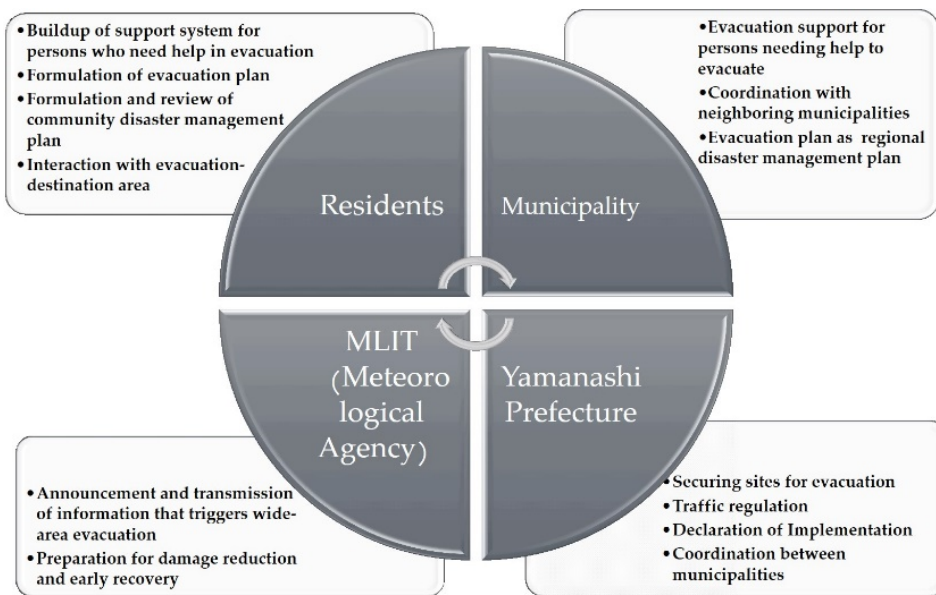 •Buildup of support system for
persons who need help in evacuation
•Formulation of evacuation plan
•Formulation and review of
community disaster management
plan
•Interaction with evacuation-
destination area
•Evacuation support for
persons needing help to
evacuate
•Coordination with
neighboring municipalities
•Evacuation plan as regional
disaster management plan
Residents
Municipality
MLIT
(Meteoro
logical
Agency)
Yamanashi
Prefecture
•Announcement and transmission
of information that triggers wide-
area evacuation
•Preparation for damage reduction
and early recovery
•Securing sites for evacuation
•Traffic regulation
•Declaration of Implementation
•Coordination between
municipalities